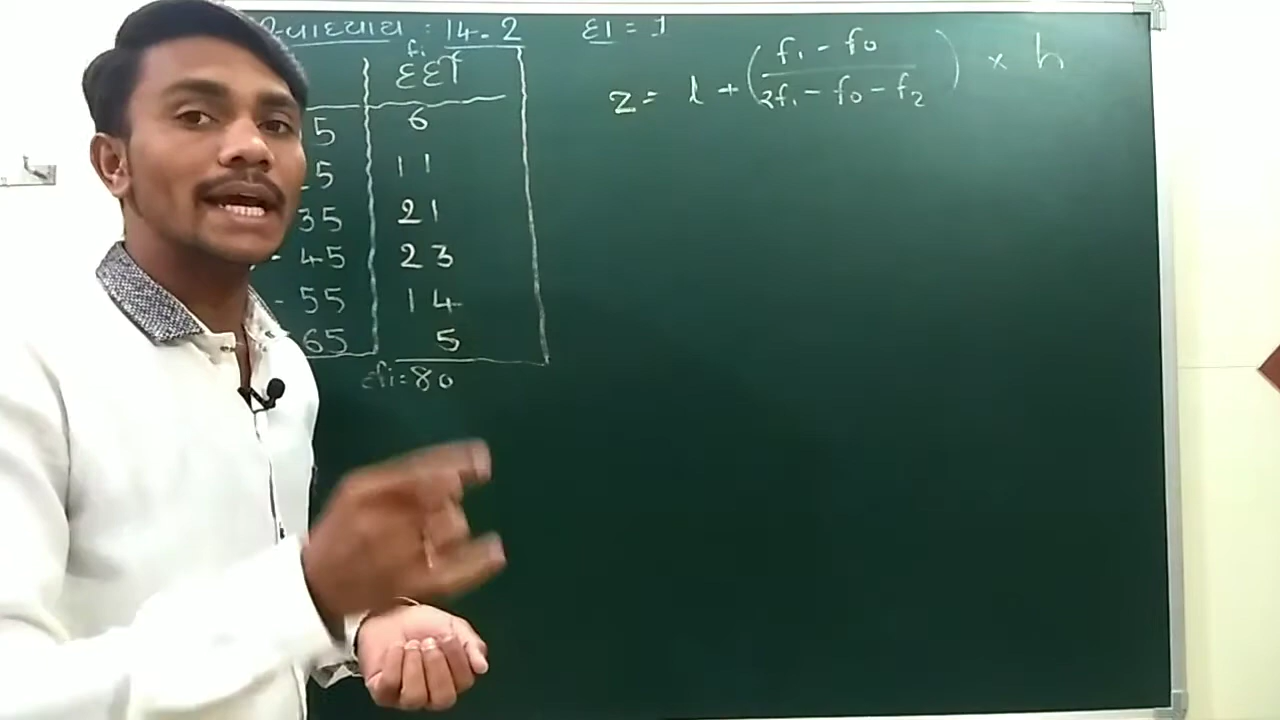 સ્વાધ્યાય : 14.2 દા = 1
fi
દર્દી
5 6
5 11
35 21
- 45 23
- 55 14
65 5
Σfi = 80
Z = l + ( f₁ - f₀ / 2f₁ - f₀ - f₂ ) × h